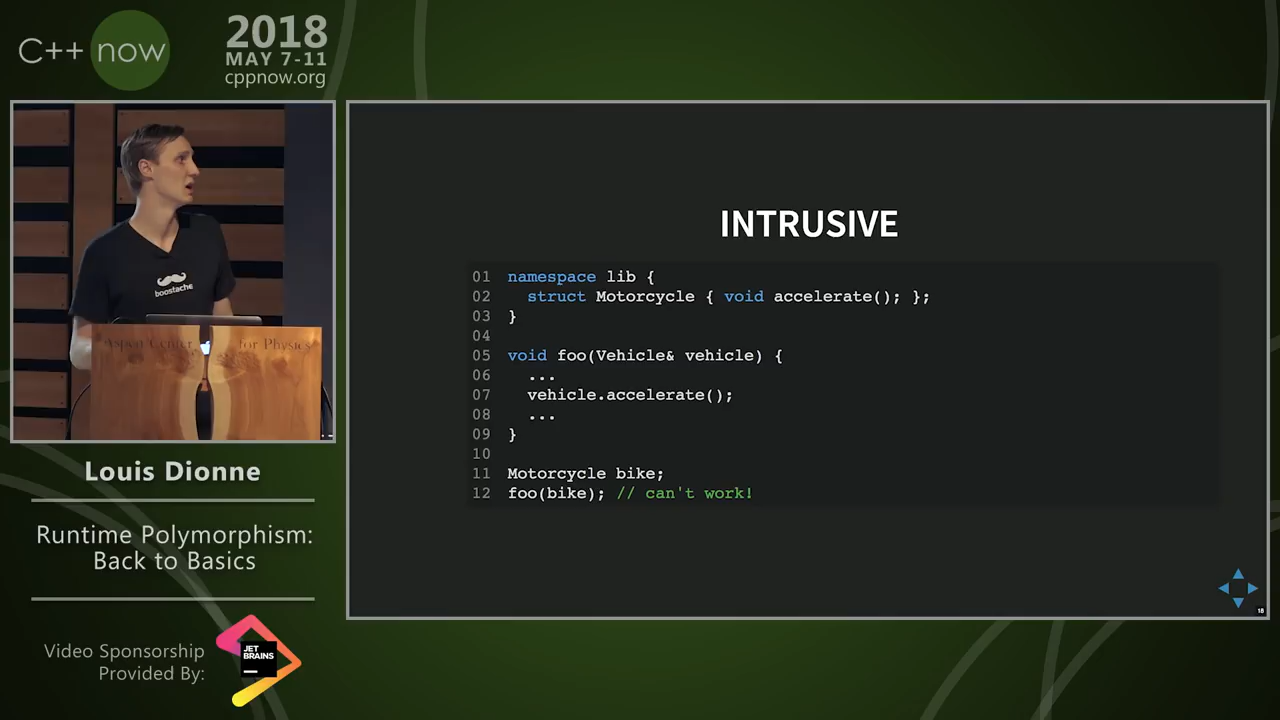 C++ now
2018
MAY 7-11
cppnow.org
boostache
Aspen Center for Physics
Louis Dionne
Runtime Polymorphism:
Back to Basics
Video Sponsorship
Provided By:
JET
BRAINS
INTRUSIVE
01 namespace lib {
02   struct Motorcycle { void accelerate(); };
03 }
04
05 void foo(Vehicle& vehicle) {
06   ...
07   vehicle.accelerate();
08   ...
09 }
10
11 Motorcycle bike;
12 foo(bike); // can't work!
18